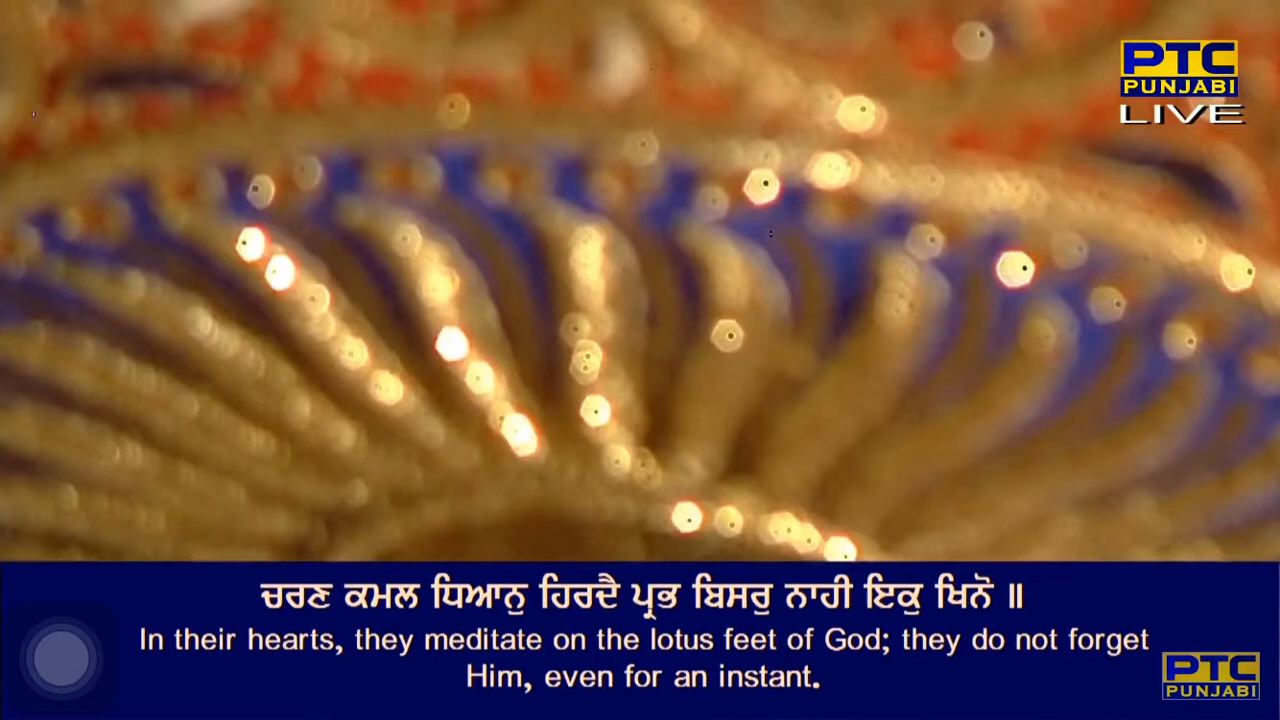 PTC
PUNJABI
LIVE
ਚਰਣ ਕਮਲ ਧਿਆਨੁ ਹਿਰਦੈ ਪ੍ਰਭ ਬਿਸਰੁ ਨਾਹੀ ਇਕੁ ਖਿਨੋ ॥
In their hearts, they meditate on the lotus feet of God; they do not forget
Him, even for an instant.
PTC
PUNJABI